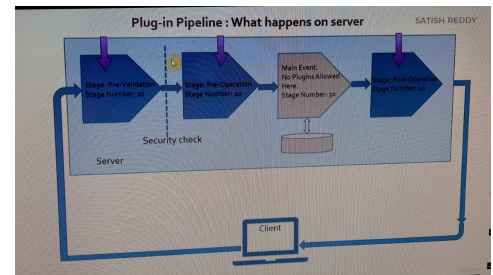 Plug-in Pipeline : What happens on server
SATISH REDDY
Stage: Pre-Validation
Stage Number: 10
Stage: Pre-Operation
Stage Number: 20
Main Event.
No Plugins Allowed
Here.
Stage Number: 30
Stage: Post-Operation
Stage Number: 40
Security check
Server
Client